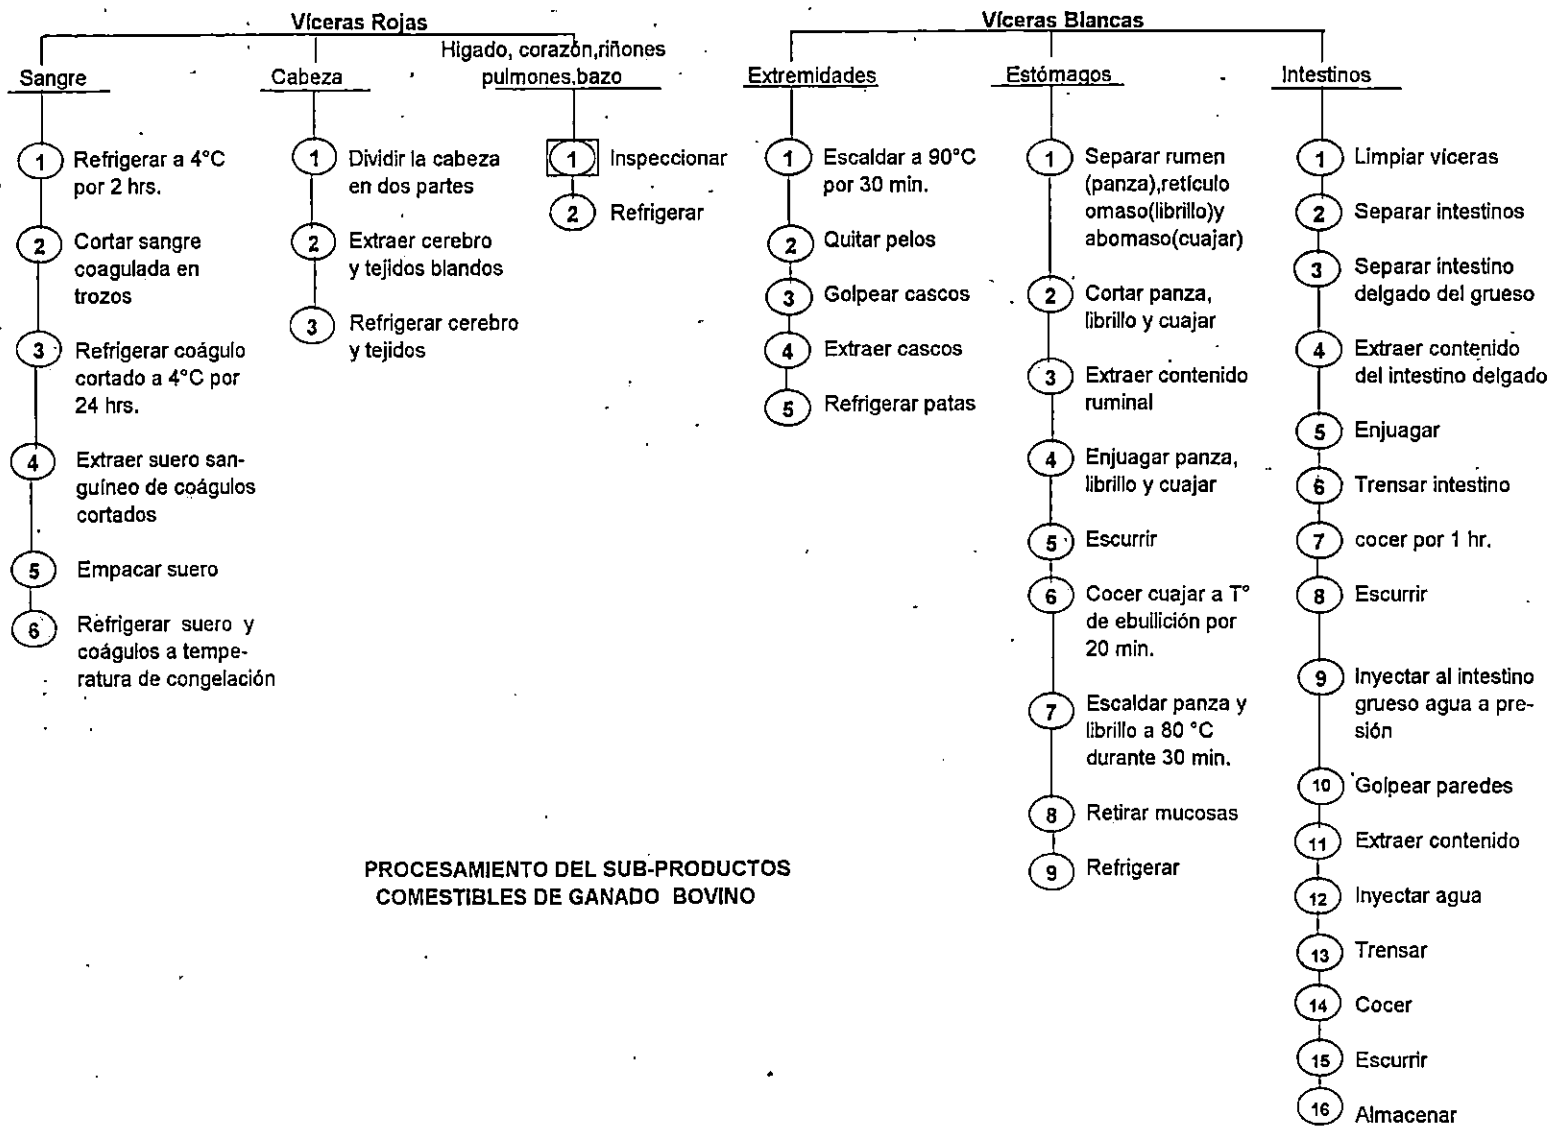 Víceras Rojas
Sangre
1 Refrigerar a 4°C
por 2 hrs.
2 Cortar sangre
coagulada en
trozos
3 Refrigerar coágulo
cortado a 4°C por
24 hrs.
4 Extraer suero san-
guíneo de coágulos
cortados
5 Empacar suero
6 Refrigerar suero y
coágulos a tempe-
ratura de congelación
Cabeza
1 Dividir la cabeza
en dos partes
2 Extraer cerebro
y tejidos blandos
3 Refrigerar cerebro
y tejidos
Higado, corazón,riñones
pulmones,bazo
1 Inspeccionar
2 Refrigerar
Víceras Blancas
Extremidades
1 Escaldar a 90°C
por 30 min.
2 Quitar pelos
3 Golpear cascos
4 Extraer cascos
5 Refrigerar patas
Estómagos
1 Separar rumen
(panza),retículo
omaso(librillo)y
abomaso(cuajar)
2 Cortar panza,
librillo y cuajar
3 Extraer contenido
ruminal
4 Enjuagar panza,
librillo y cuajar
5 Escurrir
6 Cocer cuajar a T°
de ebullición por
20 min.
7 Escaldar panza y
librillo a 80 °C
durante 30 min.
8 Retirar mucosas
9 Refrigerar
Intestinos
1 Limpiar víceras
2 Separar intestinos
3 Separar intestino
delgado del grueso
4 Extraer contenido
del intestino delgado
5 Enjuagar
6 Trensar intestino
7 cocer por 1 hr.
8 Escurrir
9 Inyectar al intestino
grueso agua a pre-
sión
10 Golpear paredes
11 Extraer contenido
12 Inyectar agua
13 Trensar
14 Cocer
15 Escurrir
16 Almacenar
PROCESAMIENTO DEL SUB-PRODUCTOS
COMESTIBLES DE GANADO BOVINO